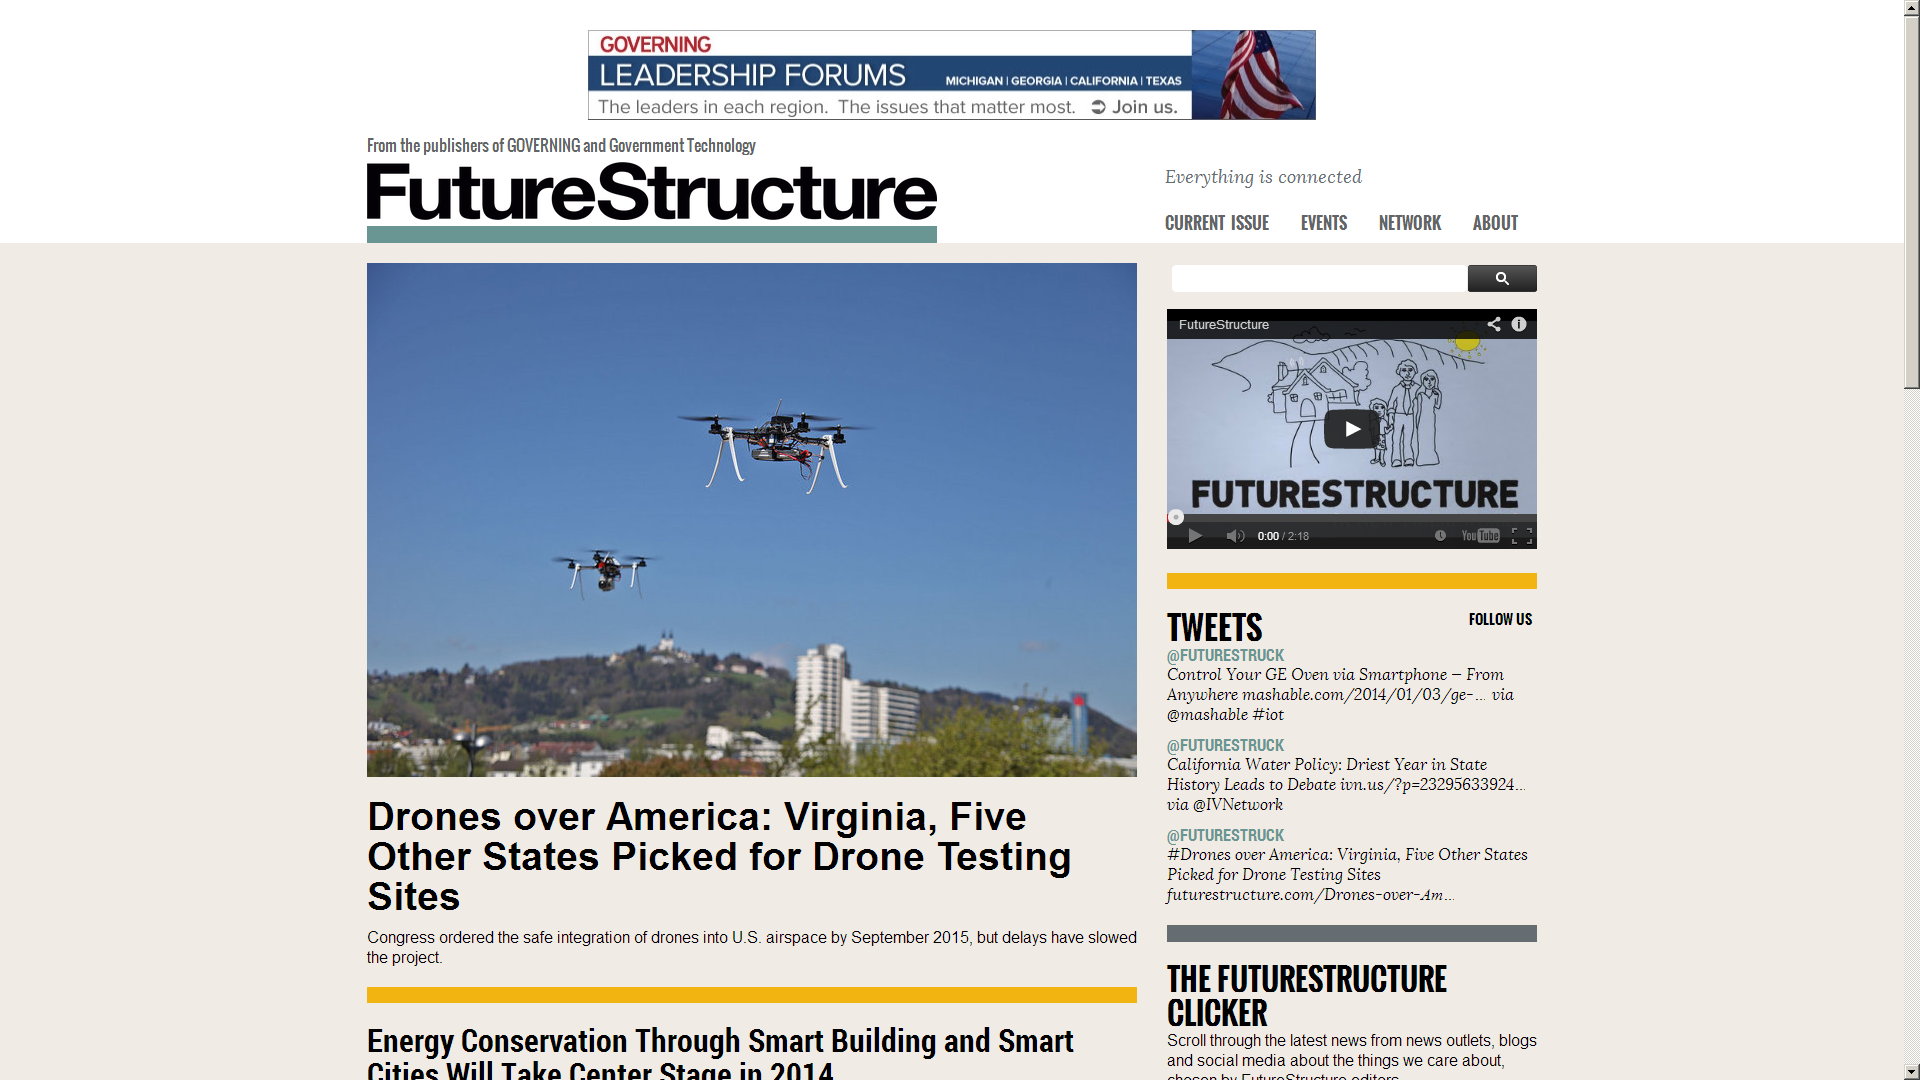 GOVERNING
LEADERSHIP FORUMS
MICHIGAN | GEORGIA | CALIFORNIA | TEXAS
The leaders in each region. The issues that matter most. Join us.
From the publishers of GOVERNING and Government Technology
FutureStructure
Everything is connected
CURRENT ISSUE EVENTS NETWORK ABOUT
FutureStructure
FUTURESTRUCTURE
0:00 / 2:18
YouTube
Drones over America: Virginia, Five
Other States Picked for Drone Testing
Sites
Congress ordered the safe integration of drones into U.S. airspace by September 2015, but delays have slowed
the project.
Energy Conservation Through Smart Building and Smart
Cities Will Take Center Stage in 2014
TWEETS
FOLLOW US
@FUTURESTRUCK
Control Your GE Oven via Smartphone – From
Anywhere mashable.com/2014/01/03/ge-... via
@mashable #iot
@FUTURESTRUCK
California Water Policy: Driest Year in State
History Leads to Debate ivn.us/?p=23295633924...
via @IVNetwork
@FUTURESTRUCK
#Drones over America: Virginia, Five Other States
Picked for Drone Testing Sites
futurestructure.com/Drones-over-Am...
THE FUTURESTRUCTURE
CLICKER
Scroll through the latest news from news outlets, blogs
and social media about the things we care about,
chosen by FutureStructure editors.